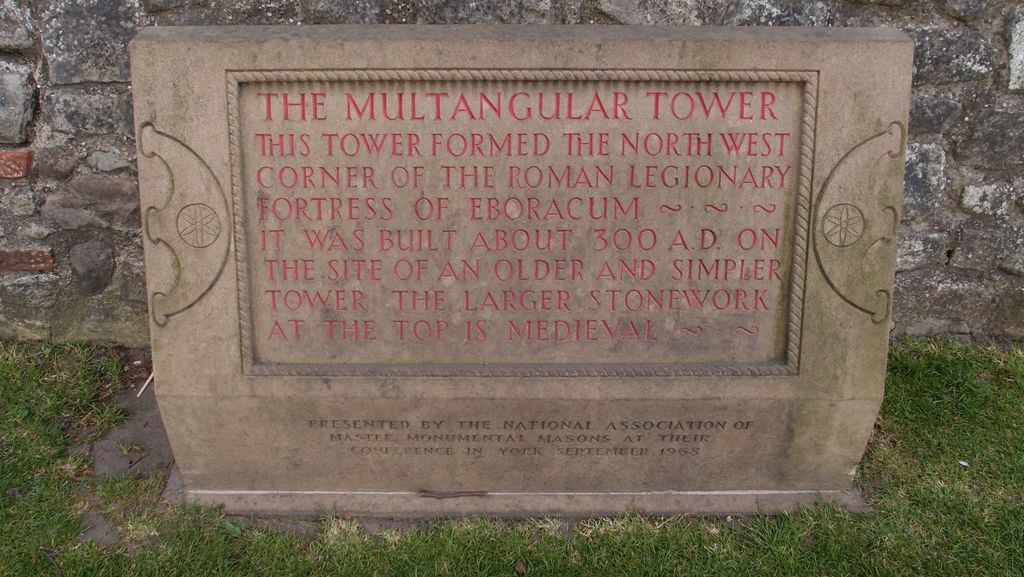 THE MULTANGULAR TOWER
THIS TOWER FORMED THE NORTH WEST
CORNER OF THE ROMAN LEGIONARY
FORTRESS OF EBORACUM ~ · ~ · ~
IT WAS BUILT ABOUT 300 A.D. ON
THE SITE OF AN OLDER AND SIMPLER
TOWER THE LARGER STONEWORK
AT THE TOP IS MEDIEVAL ~ ~
PRESENTED BY THE NATIONAL ASSOCIATION OF
MASTER MONUMENTAL MASONS AT THEIR
CONFERENCE IN YORK SEPTEMBER 1968